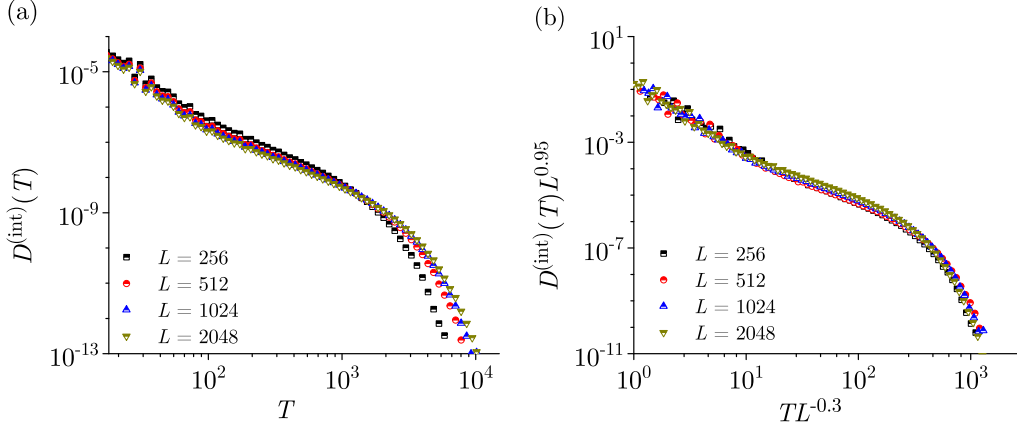 (a)
D^(int)(T)
10^-5
10^-9
10^-13
L = 256
L = 512
L = 1024
L = 2048
10^2
10^3
10^4
T
(b)
D^(int)(T)L^0.95
10^1
10^-3
10^-7
10^-11
L = 256
L = 512
L = 1024
L = 2048
10^0
10^1
10^2
10^3
TL^-0.3